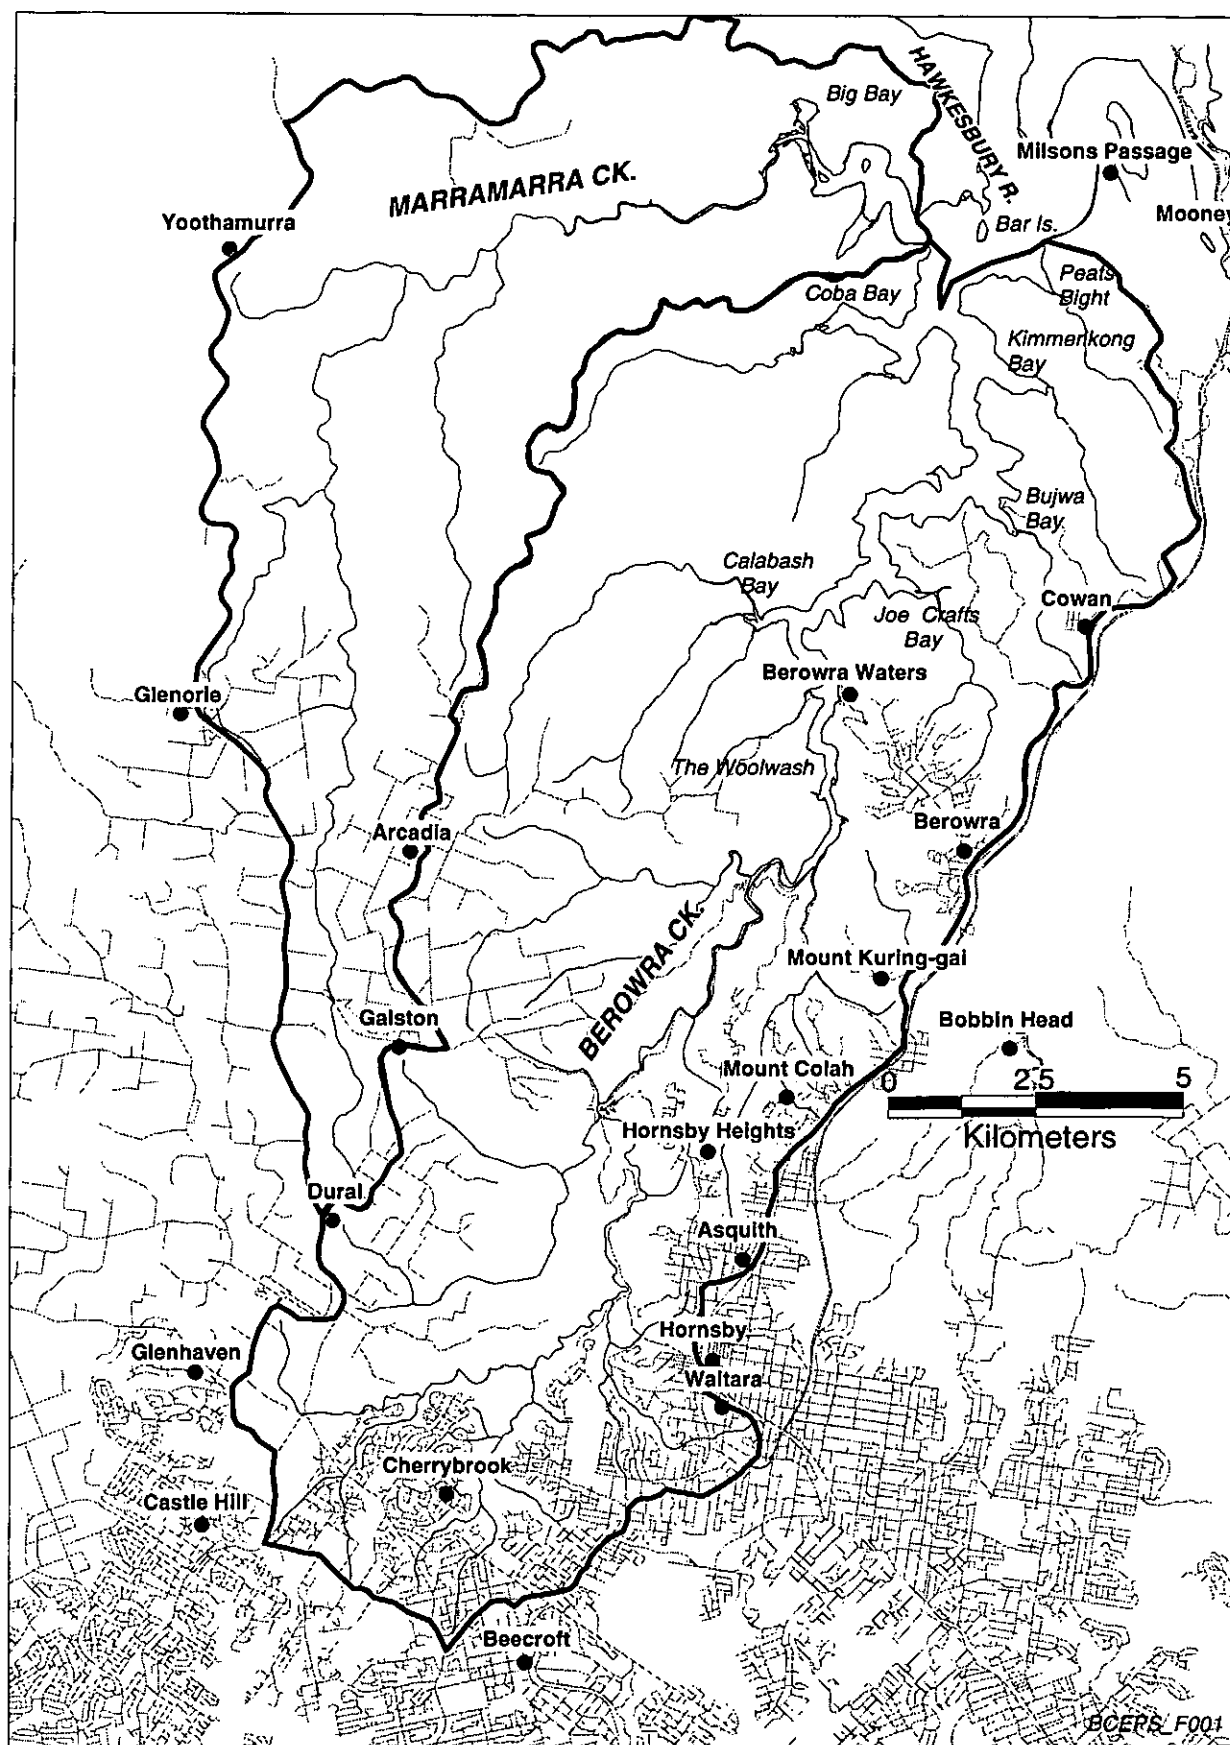 HAWKESBURY R.
Big Bay
Milsons Passage
MARRAMARRA CK.
Yoothamurra
Mooney
Bar Is.
Peats
Bight
Coba Bay
Kimmerikong
Bay
Bujwa
Bay
Calabash
Bay
Cowan
Joe Crafts
Bay
Berowra Waters
Glenorie
The Woolwash
Berowra
Arcadia
BEROWRA CK.
Mount Kuring-gai
Galston
Bobbin Head
Mount Colah
0 2.5 5
Kilometers
Hornsby Heights
Dural
Asquith
Hornsby
Glenhaven
Waitara
Cherrybrook
Castle Hill
Beecroft
BCEPS_F001